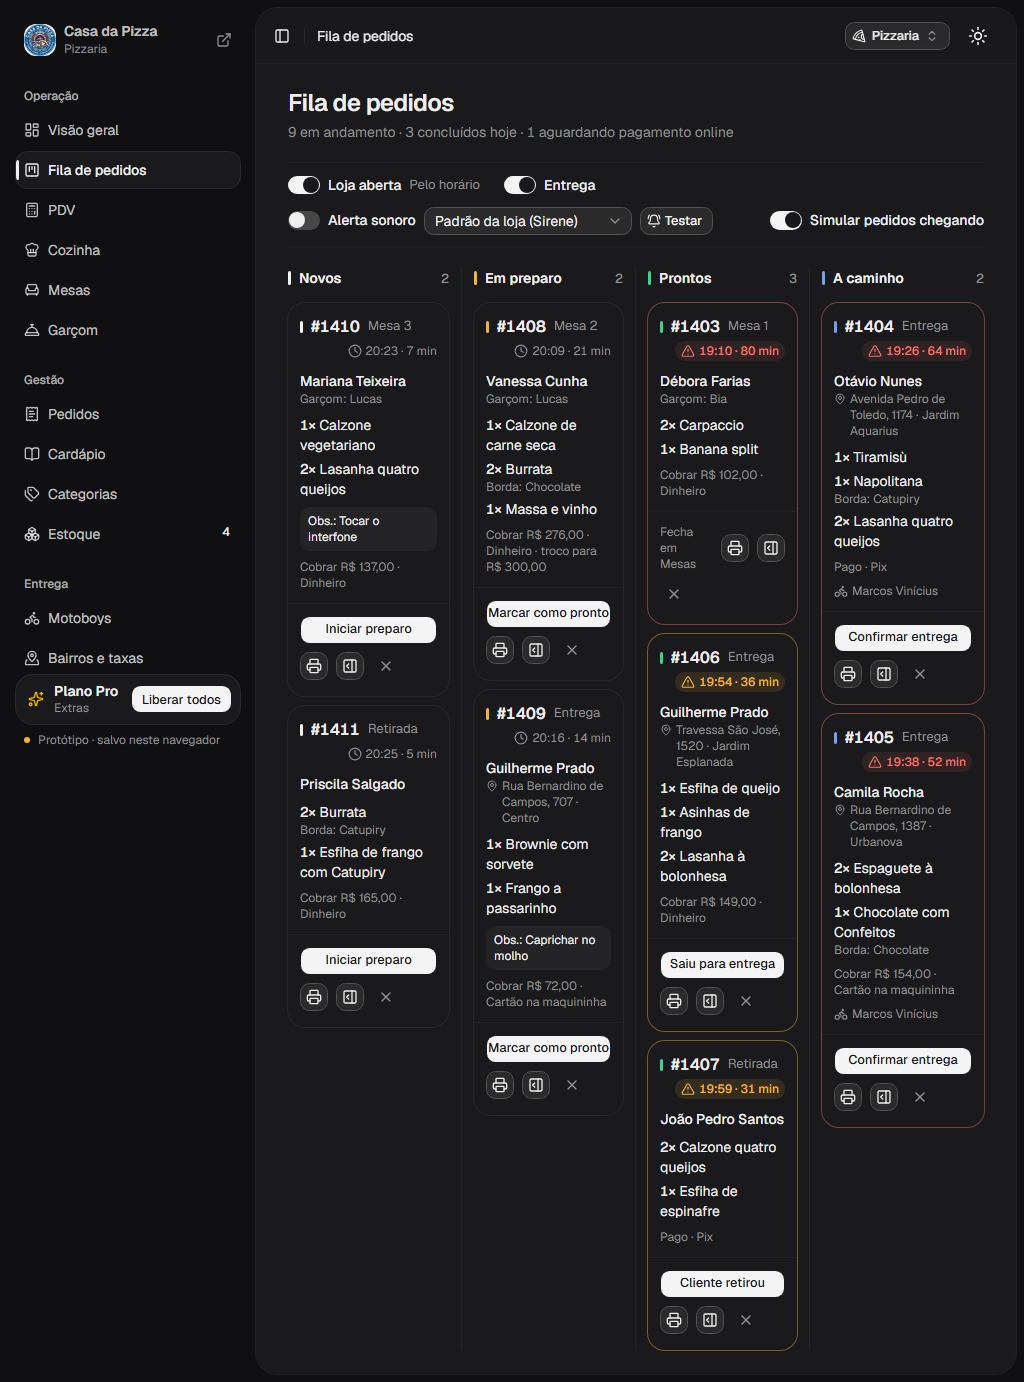 Casa da Pizza
Pizzaria
Operação
Visão geral
Fila de pedidos
PDV
Cozinha
Mesas
Garçom
Gestão
Pedidos
Cardápio
Categorias
Estoque 4
Entrega
Motoboys
Bairros e taxas
Plano Pro
Extras
Liberar todos
Protótipo · salvo neste navegador
Fila de pedidos
Pizzaria
Fila de pedidos
9 em andamento · 3 concluídos hoje · 1 aguardando pagamento online
Loja aberta Pelo horário Entrega
Alerta sonoro Padrão da loja (Sirene) Testar Simular pedidos chegando
Novos 2
#1410 Mesa 3
20:23 · 7 min
Mariana Teixeira
Garçom: Lucas
1× Calzone
vegetariano
2× Lasanha quatro
queijos
Obs.: Tocar o
interfone
Cobrar R$ 137,00 ·
Dinheiro
Iniciar preparo
#1411 Retirada
20:25 · 5 min
Priscila Salgado
2× Burrata
Borda: Catupiry
1× Esfiha de frango
com Catupiry
Cobrar R$ 165,00 ·
Dinheiro
Iniciar preparo
Em preparo 2
#1408 Mesa 2
20:09 · 21 min
Vanessa Cunha
Garçom: Lucas
1× Calzone de
carne seca
2× Burrata
Borda: Chocolate
1× Massa e vinho
Cobrar R$ 276,00 ·
Dinheiro · troco para
R$ 300,00
Marcar como pronto
#1409 Entrega
20:16 · 14 min
Guilherme Prado
Rua Bernardino de
Campos, 707 ·
Centro
1× Brownie com
sorvete
1× Frango a
passarinho
Obs.: Caprichar no
molho
Cobrar R$ 72,00 ·
Cartão na maquininha
Marcar como pronto
Prontos 3
#1403 Mesa 1
19:10 · 80 min
Débora Farias
Garçom: Bia
2× Carpaccio
1× Banana split
Cobrar R$ 102,00 ·
Dinheiro
Fecha
em
Mesas
#1406 Entrega
19:54 · 36 min
Guilherme Prado
Travessa São José,
1520 · Jardim
Esplanada
1× Esfiha de queijo
1× Asinhas de
frango
2× Lasanha à
bolonhesa
Cobrar R$ 149,00 ·
Dinheiro
Saiu para entrega
#1407 Retirada
19:59 · 31 min
João Pedro Santos
2× Calzone quatro
queijos
1× Esfiha de
espinafre
Pago · Pix
Cliente retirou
A caminho 2
#1404 Entrega
19:26 · 64 min
Otávio Nunes
Avenida Pedro de
Toledo, 1174 · Jardim
Aquarius
1× Tiramisù
1× Napolitana
Borda: Catupiry
2× Lasanha quatro
queijos
Pago · Pix
Marcos Vinícius
Confirmar entrega
#1405 Entrega
19:38 · 52 min
Camila Rocha
Rua Bernardino de
Campos, 1387 ·
Urbanova
2× Espaguete à
bolonhesa
1× Chocolate com
Confeitos
Borda: Chocolate
Cobrar R$ 154,00 ·
Cartão na maquininha
Marcos Vinícius
Confirmar entrega